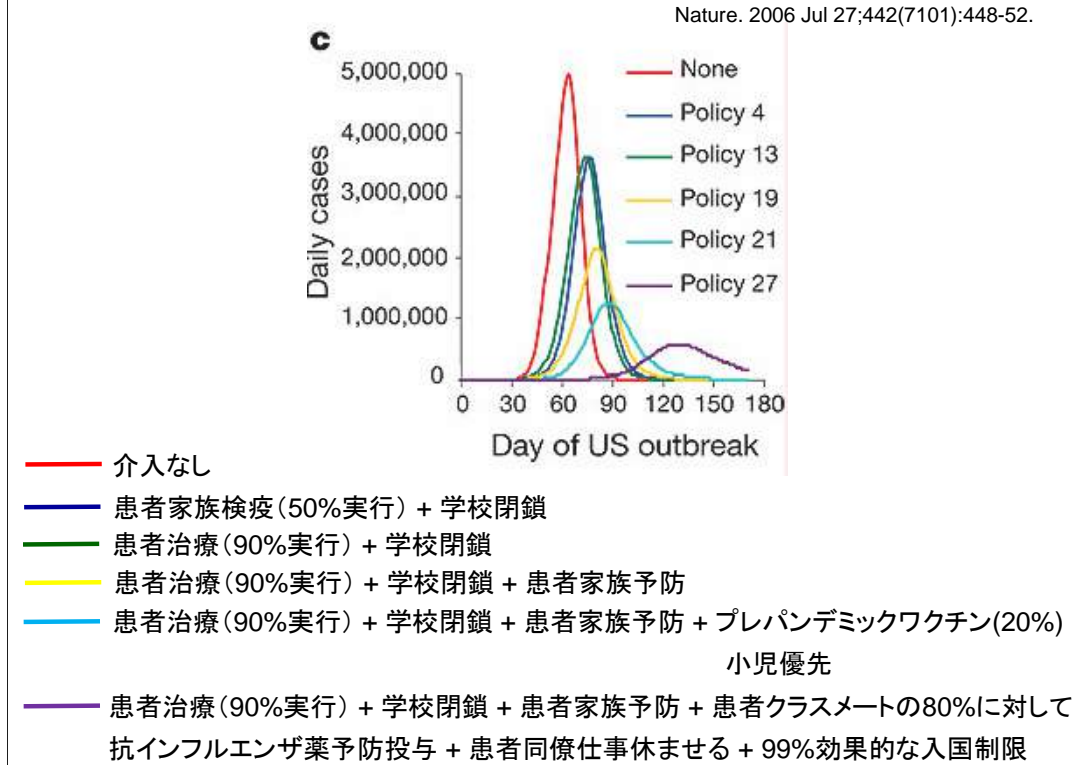 Nature. 2006 Jul 27;442(7101):448-52.
c
5,000,000
4,000,000
3,000,000
2,000,000
1,000,000
0
Daily cases
None
Policy 4
Policy 13
Policy 19
Policy 21
Policy 27
0 30 60 90 120 150 180
Day of US outbreak
介入なし
患者家族検疫(50%実行) + 学校閉鎖
患者治療(90%実行) + 学校閉鎖
患者治療(90%実行) + 学校閉鎖 + 患者家族予防
患者治療(90%実行) + 学校閉鎖 + 患者家族予防 + プレパンデミックワクチン(20%)
小児優先
患者治療(90%実行) + 学校閉鎖 + 患者家族予防 + 患者クラスメートの80%に対して
抗インフルエンザ薬予防投与 + 患者同僚仕事休ませる + 99%効果的な入国制限